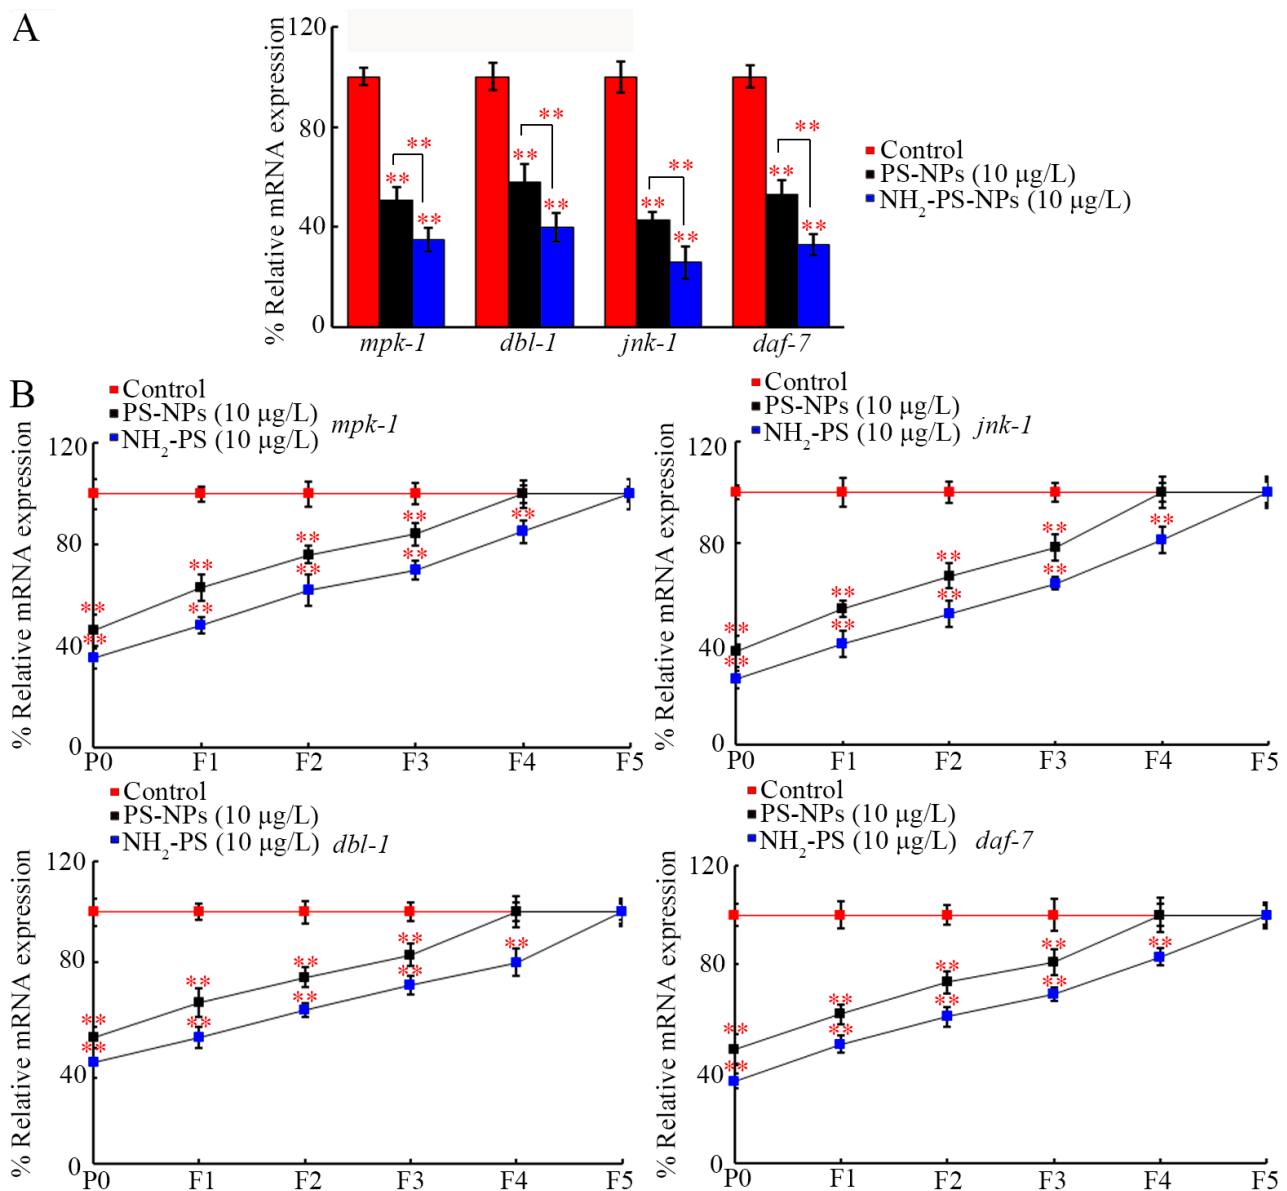 A
% Relative mRNA expression
120
80
40
0
** ** **
** ** **
** ** **
** ** **
mpk-1 dbl-1 jnk-1 daf-7
Control
PS-NPs (10 μg/L)
NH2-PS-NPs (10 μg/L)
B
Control
PS-NPs (10 μg/L)
NH2-PS (10 μg/L)
mpk-1
% Relative mRNA expression
120
80
40
0
** ** ** **
** ** ** ** **
P0 F1 F2 F3 F4 F5
Control
PS-NPs (10 μg/L)
NH2-PS (10 μg/L)
jnk-1
% Relative mRNA expression
120
80
40
0
** ** ** **
** ** ** ** **
P0 F1 F2 F3 F4 F5
Control
PS-NPs (10 μg/L)
NH2-PS (10 μg/L)
dbl-1
% Relative mRNA expression
120
80
40
0
** ** ** **
** ** ** ** **
P0 F1 F2 F3 F4 F5
Control
PS-NPs (10 μg/L)
NH2-PS (10 μg/L)
daf-7
% Relative mRNA expression
120
80
40
0
** ** ** **
** ** ** ** **
P0 F1 F2 F3 F4 F5